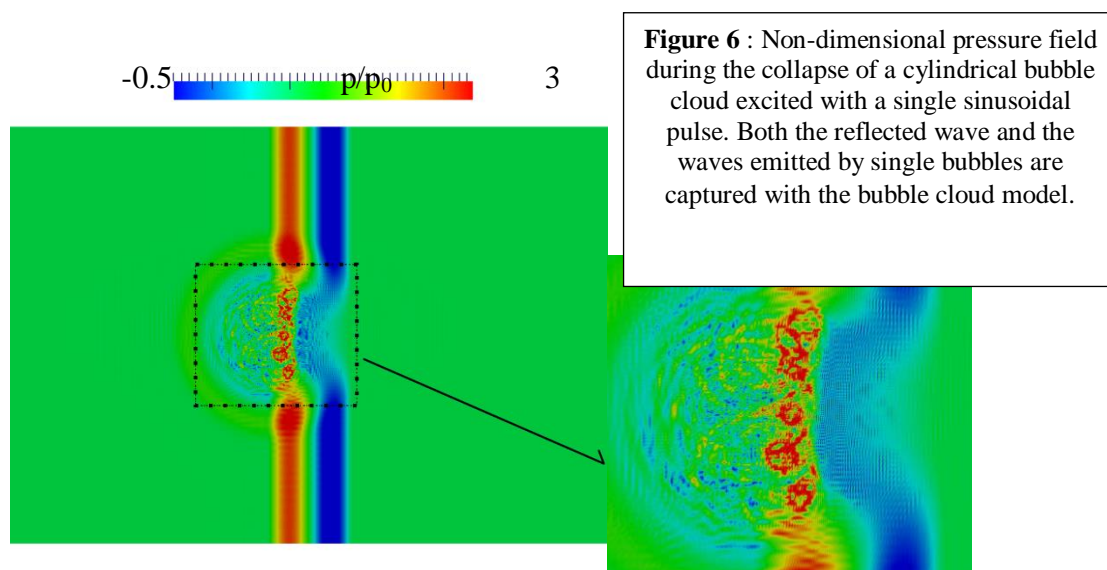 -0.5 p/p0 3
Figure 6 : Non-dimensional pressure field
during the collapse of a cylindrical bubble
cloud excited with a single sinusoidal
pulse. Both the reflected wave and the
waves emitted by single bubbles are
captured with the bubble cloud model.